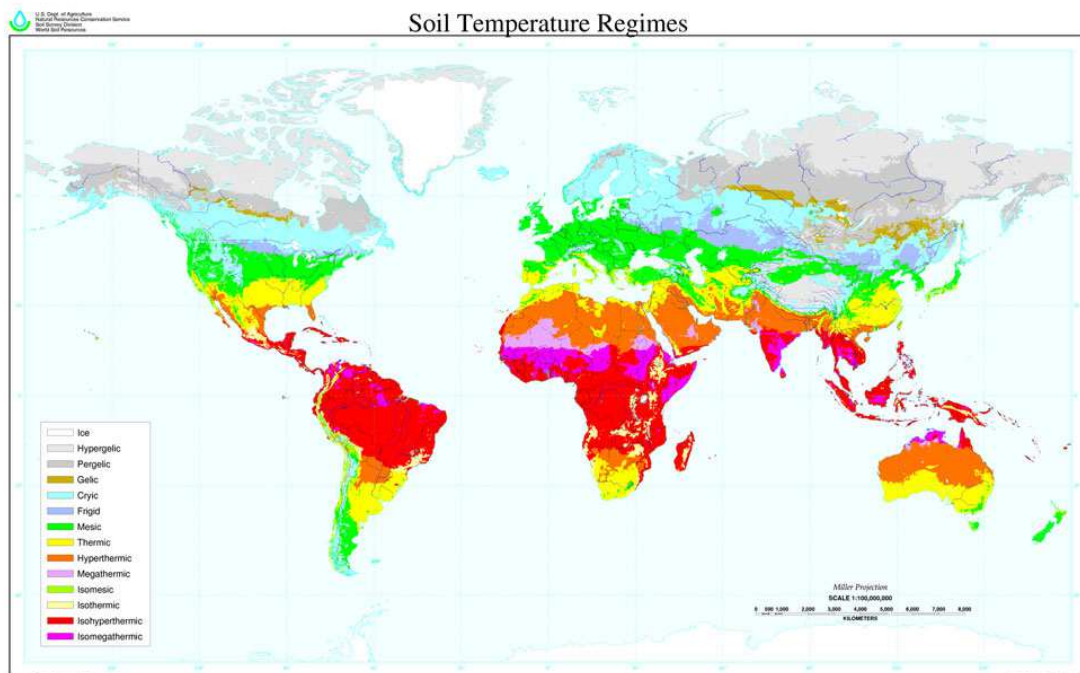 U.S. Dept. of Agriculture
Natural Resources Conservation Service
Soil Survey Division
World Soil Resources
Soil Temperature Regimes
Ice
Hypergelic
Pergelic
Gelic
Cryic
Frigid
Mesic
Thermic
Hyperthermic
Megathermic
Isomesic
Isothermic
Isohyperthermic
Isomegathermic
Miller Projection
SCALE 1:100,000,000
0 500 1,000 2,000 3,000 4,000 5,000 6,000 7,000 8,000
KILOMETERS